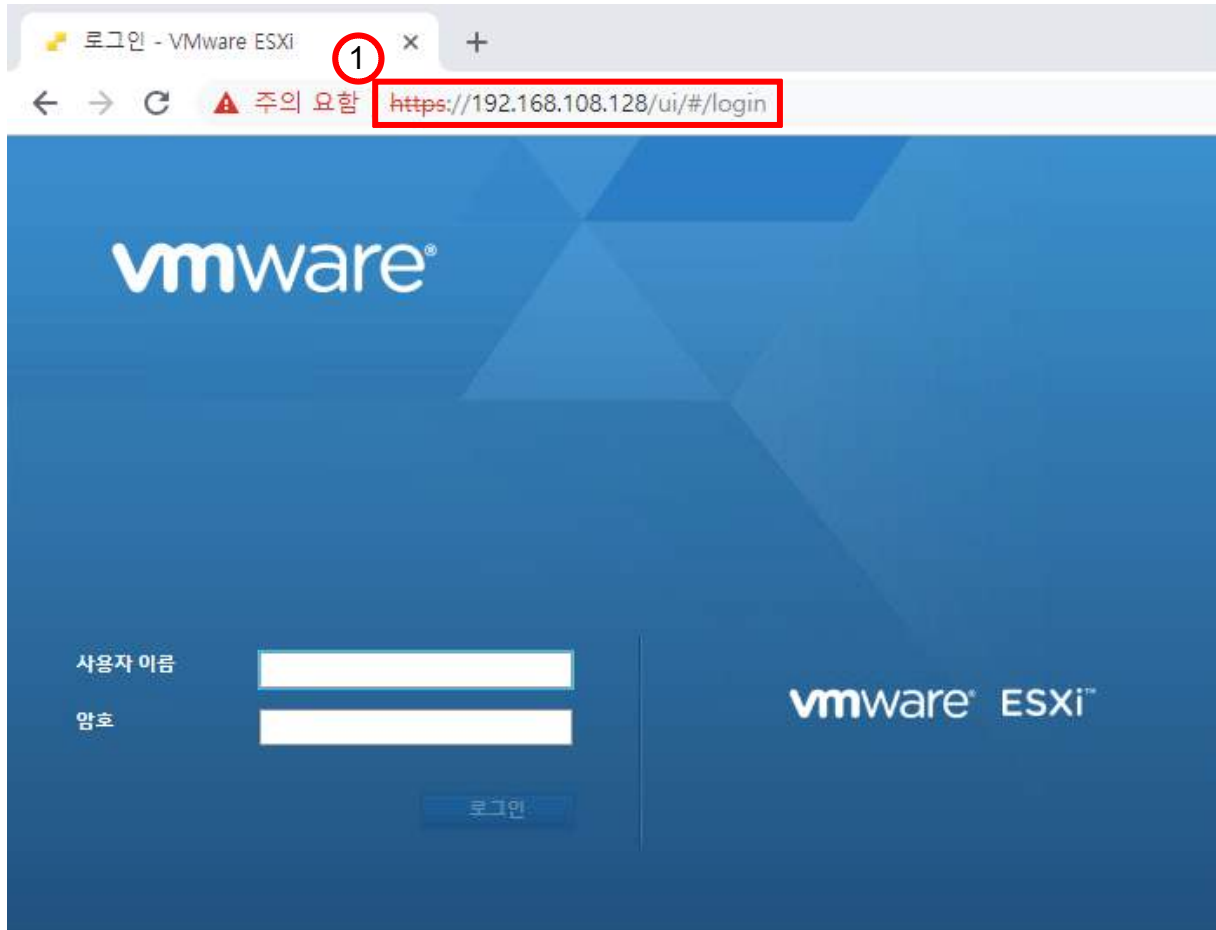 로그인 - VMware ESXi
1
주의 요함 https://192.168.108.128/ui/#/login
vmware®
사용자 이름
암호
vmware® ESXi™
로그인